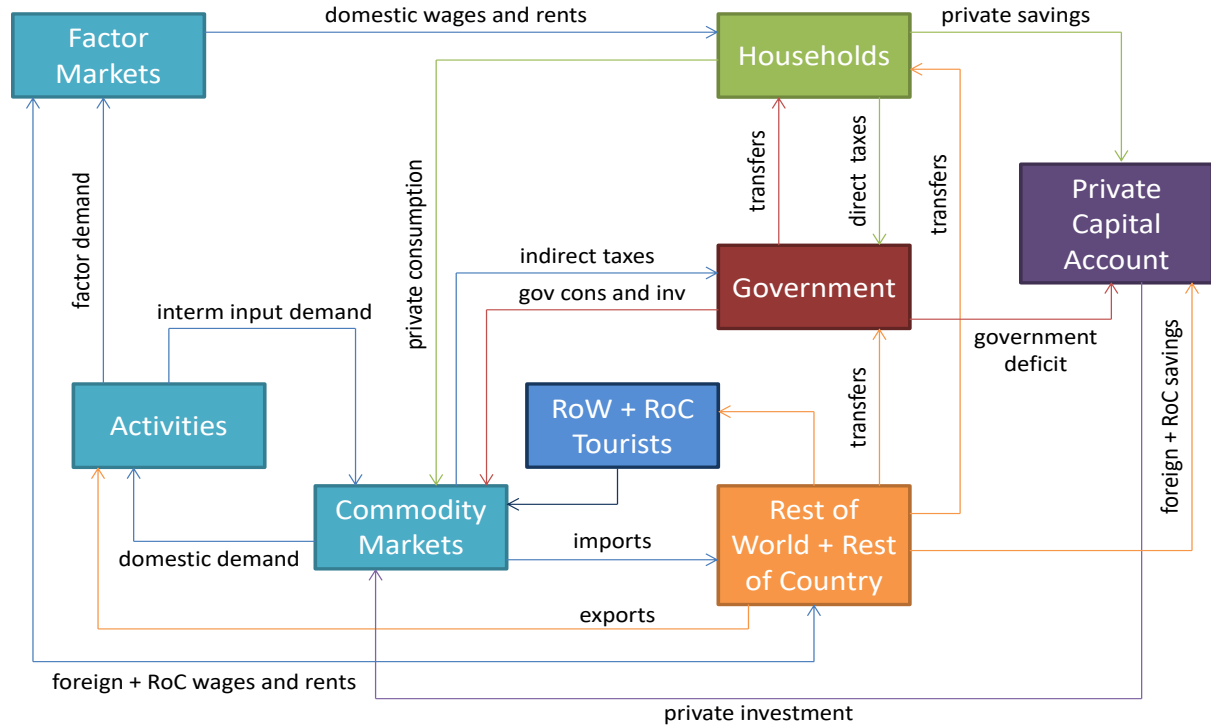 domestic wages and rents
private savings
Factor
Markets
Households
factor demand
private consumption
transfers
direct taxes
transfers
Private
Capital
Account
indirect taxes
gov cons and inv
Government
interm input demand
government
deficit
Activities
RoW + RoC
Tourists
transfers
foreign + RoC savings
Commodity
Markets
domestic demand
imports
Rest of
World + Rest
of Country
exports
foreign + RoC wages and rents
private investment